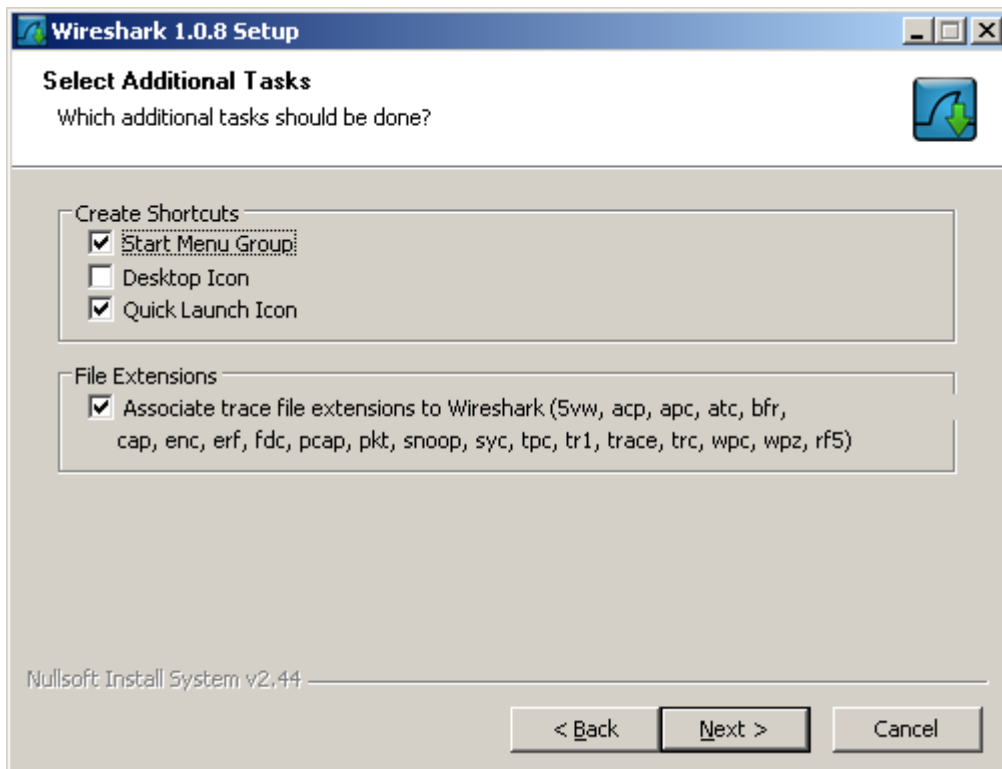 Wireshark 1.0.8 Setup
Select Additional Tasks
Which additional tasks should be done?
Create Shortcuts
Start Menu Group
Desktop Icon
Quick Launch Icon
File Extensions
Associate trace file extensions to Wireshark (5vw, acp, apc, atc, bfr,
cap, enc, erf, fdc, pcap, pkt, snoop, syc, tpc, tr1, trace, trc, wpc, wpz, rf5)
Nullsoft Install System v2.44
< Back Next > Cancel